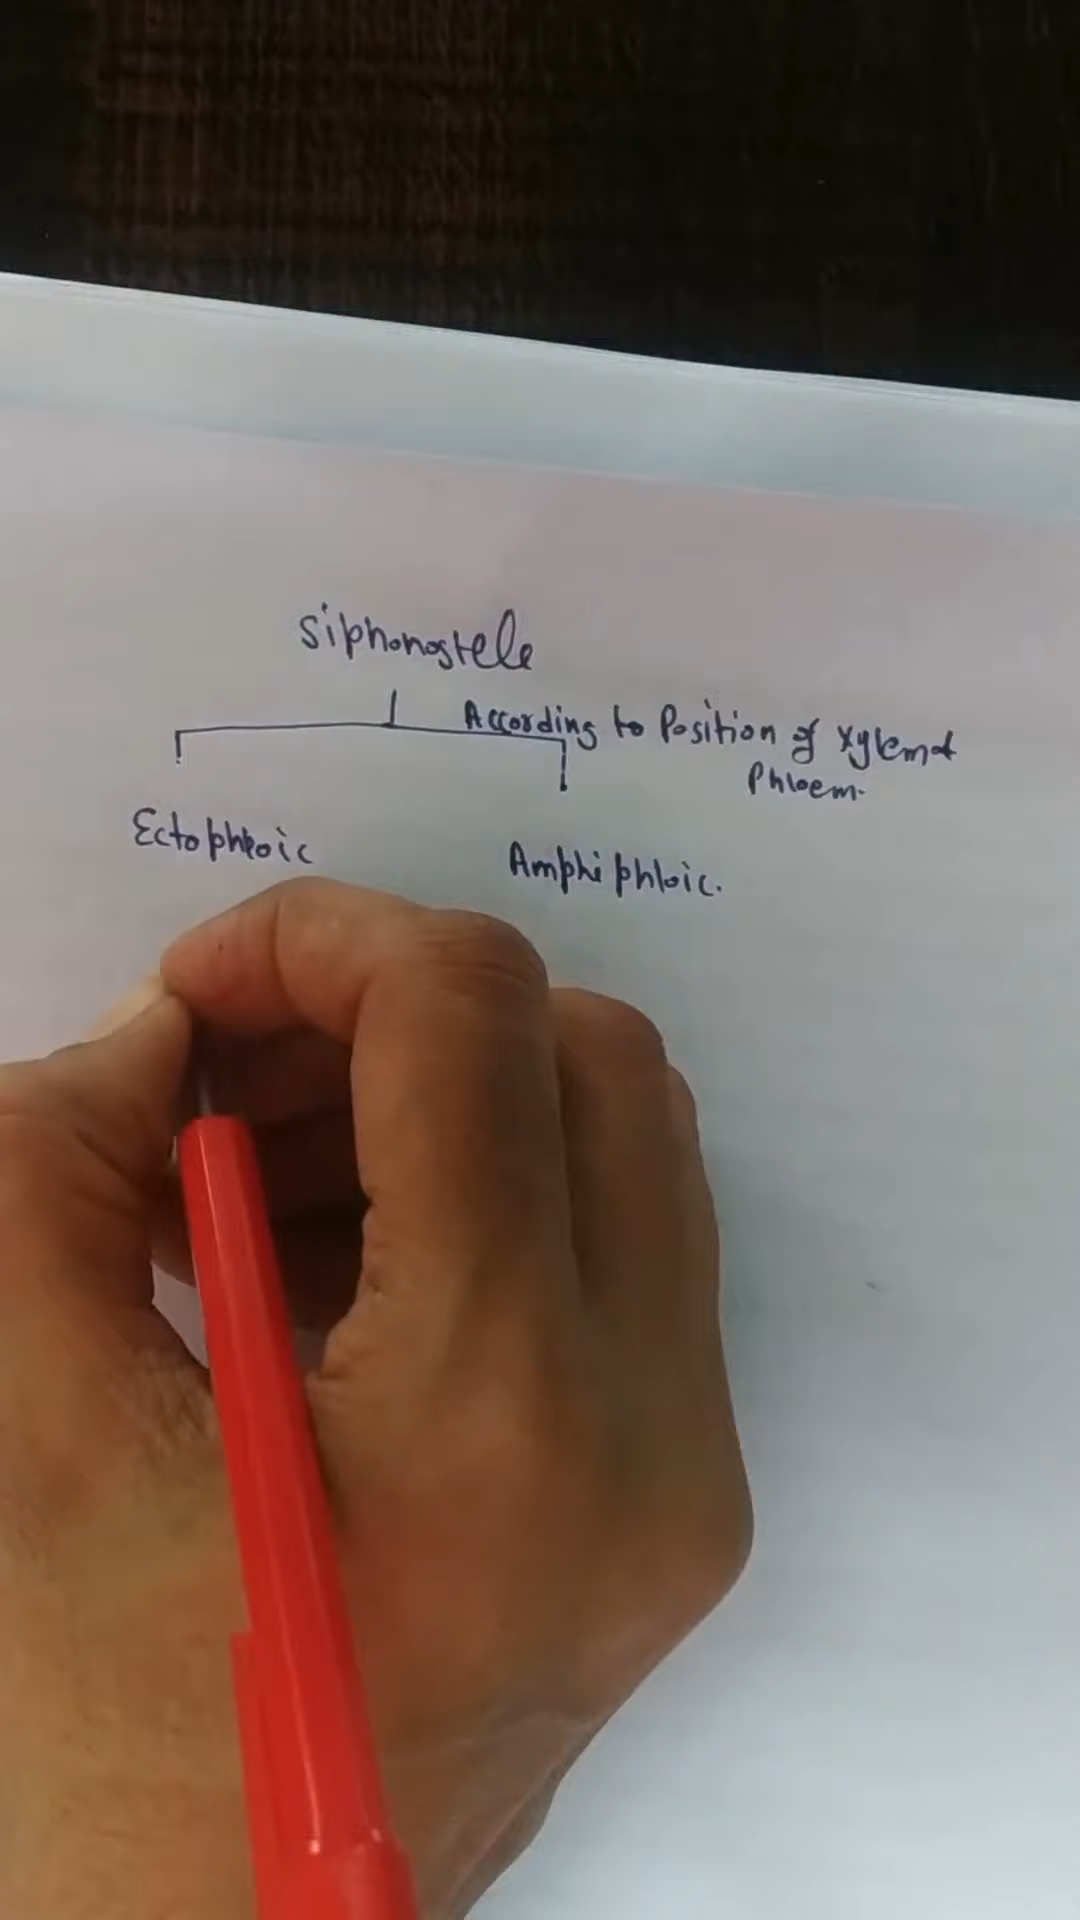 Siphonostele
According to Position of Xylem &
Phloem.
Ectophloic
Amphiphloic.